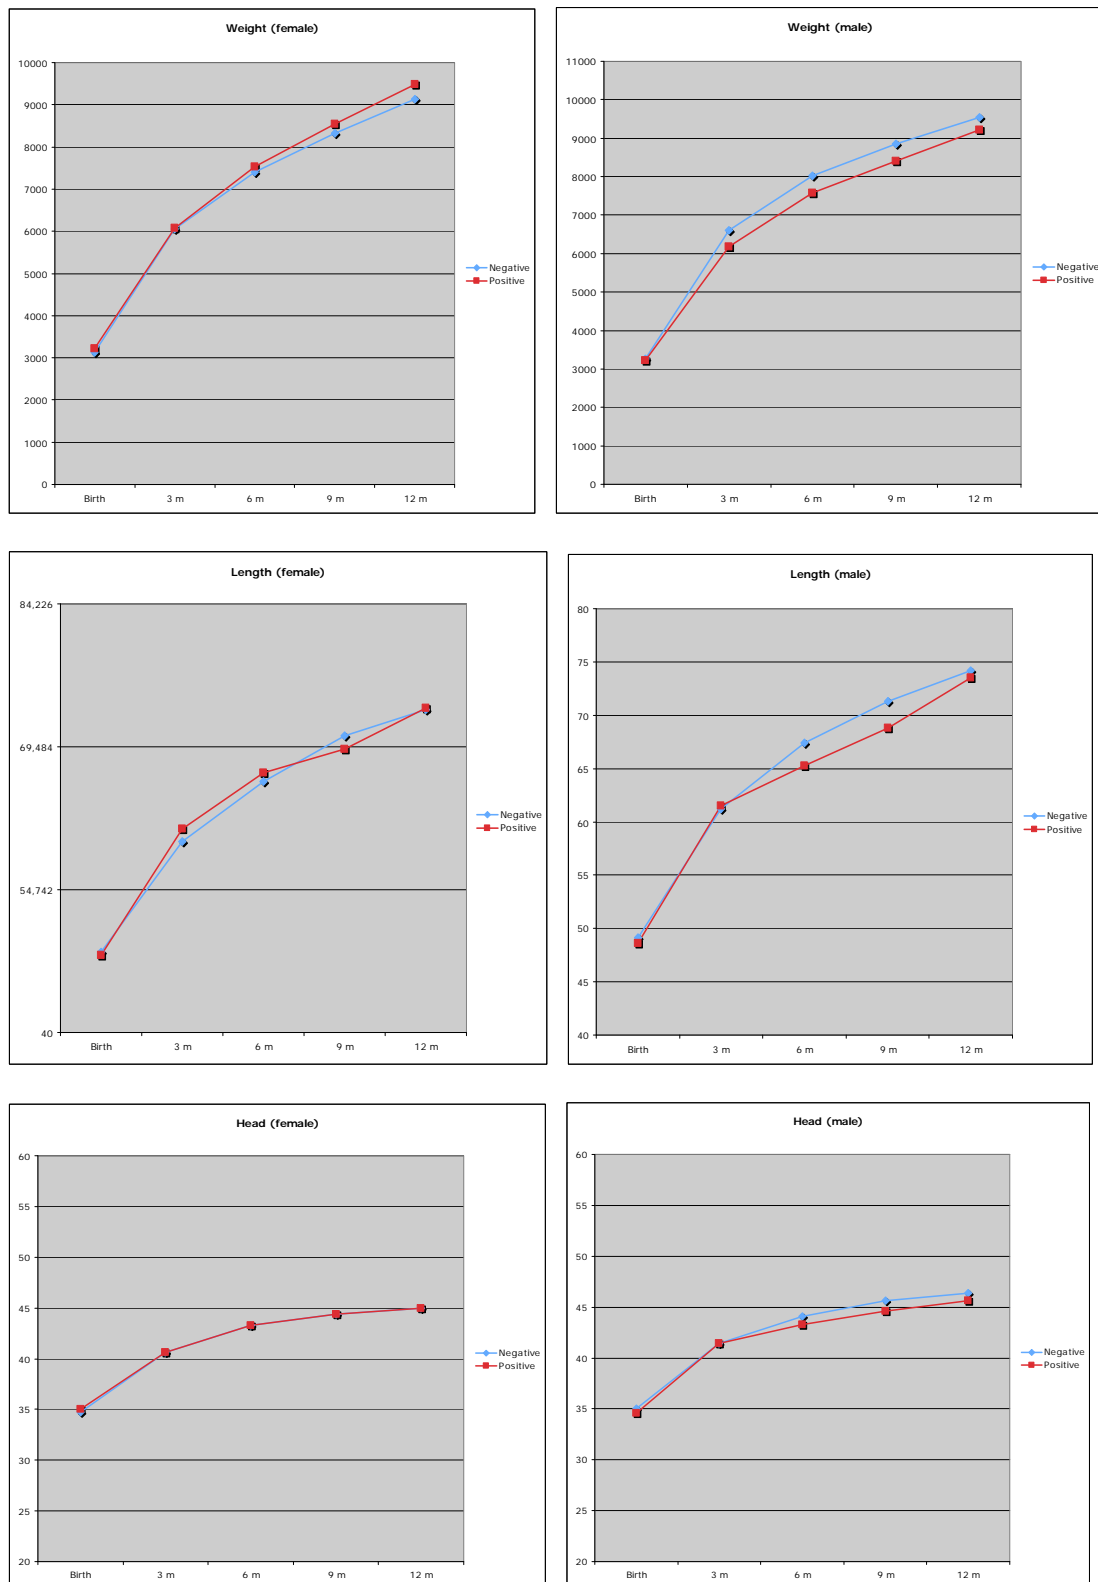 Weight (female)
10000
9000
8000
7000
6000
5000
4000
3000
2000
1000
0
Birth 3 m 6 m 9 m 12 m
Negative
Positive
Weight (male)
11000
10000
9000
8000
7000
6000
5000
4000
3000
2000
1000
0
Birth 3 m 6 m 9 m 12 m
Negative
Positive
Length (female)
84,226
69,484
54,742
40
Birth 3 m 6 m 9 m 12 m
Negative
Positive
Length (male)
80
75
70
65
60
55
50
45
40
Birth 3 m 6 m 9 m 12 m
Negative
Positive
Head (female)
60
55
50
45
40
35
30
25
20
Birth 3 m 6 m 9 m 12 m
Negative
Positive
Head (male)
60
55
50
45
40
35
30
25
20
Birth 3 m 6 m 9 m 12 m
Negative
Positive